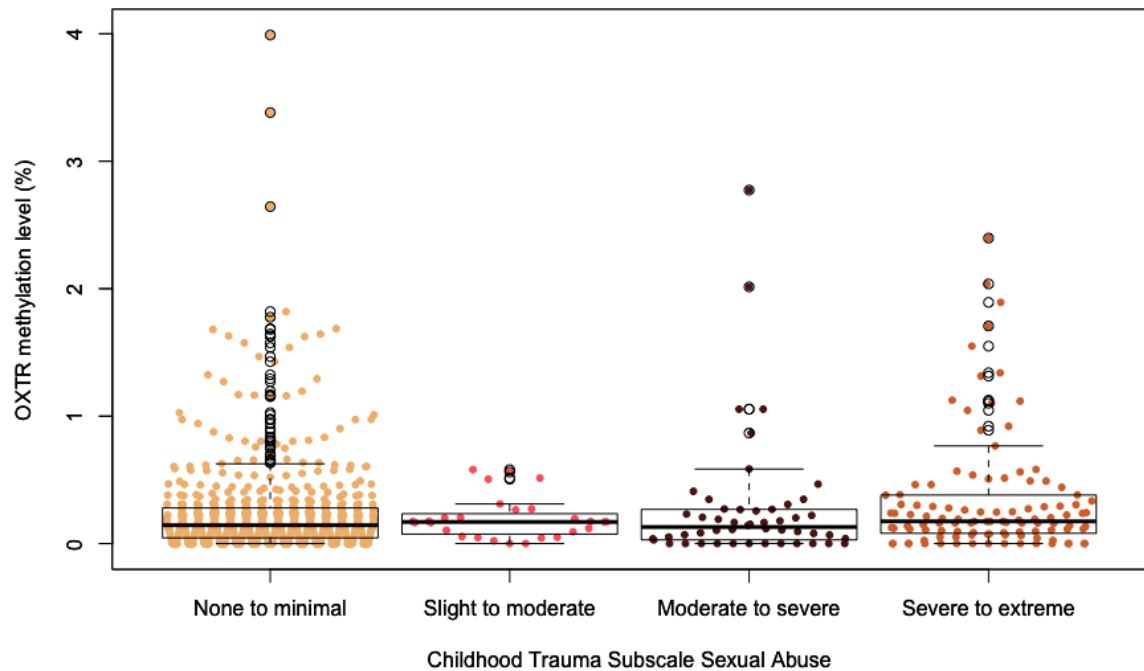 OXTR methylation level (%)
4
3
2
1
0
None to minimal
Slight to moderate
Moderate to severe
Severe to extreme
Childhood Trauma Subscale Sexual Abuse